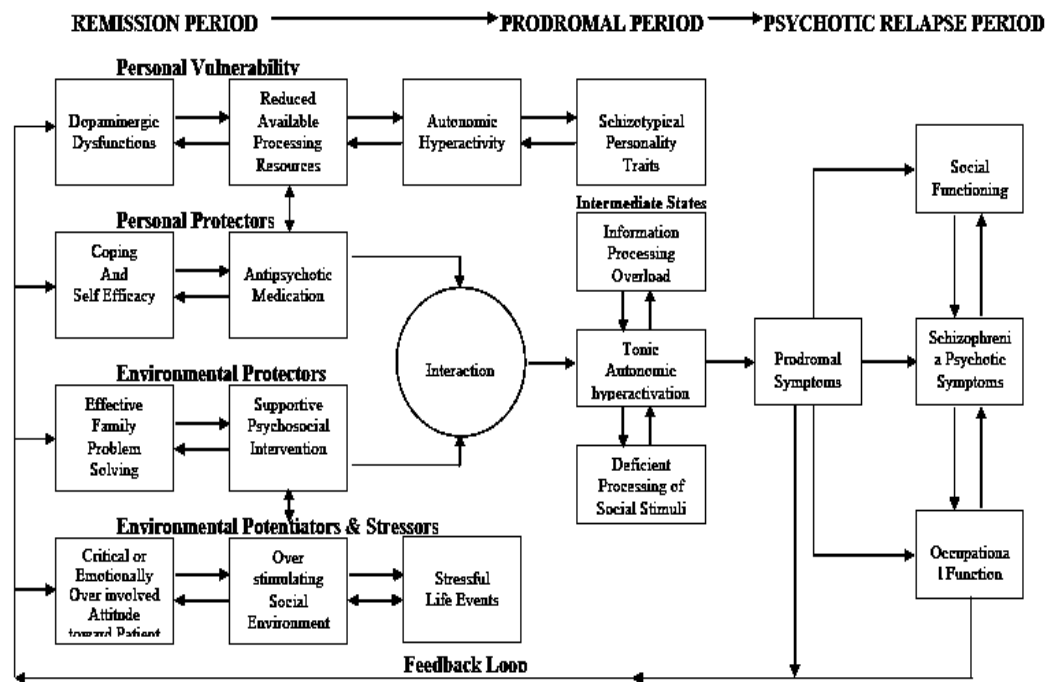 REMISSION PERIOD
PRODROMAL PERIOD
PSYCHOTIC RELAPSE PERIOD
Personal Vulnerability
Dopaminergic
Dysfunctions
Reduced
Available
Processing
Resources
Autonomic
Hyperactivity
Schizotypical
Personality
Traits
Social
Functioning
Personal Protectors
Intermediate States
Coping
And
Self Efficacy
Antipsychotic
Medication
Information
Processing
Overload
Interaction
Tonic
Autonomic
hyperactivation
Prodromal
Symptoms
Schizophreni
a Psychotic
Symptoms
Environmental Protectors
Effective
Family
Problem
Solving
Supportive
Psychosocial
Intervention
Deficient
Processing of
Social Stimuli
Environmental Potentiators & Stressors
Critical or
Emotionally
Over involved
Attitude
toward Patient
Over
stimulating
Social
Environment
Stressful
Life Events
Occupationa
l Function
Feedback Loop